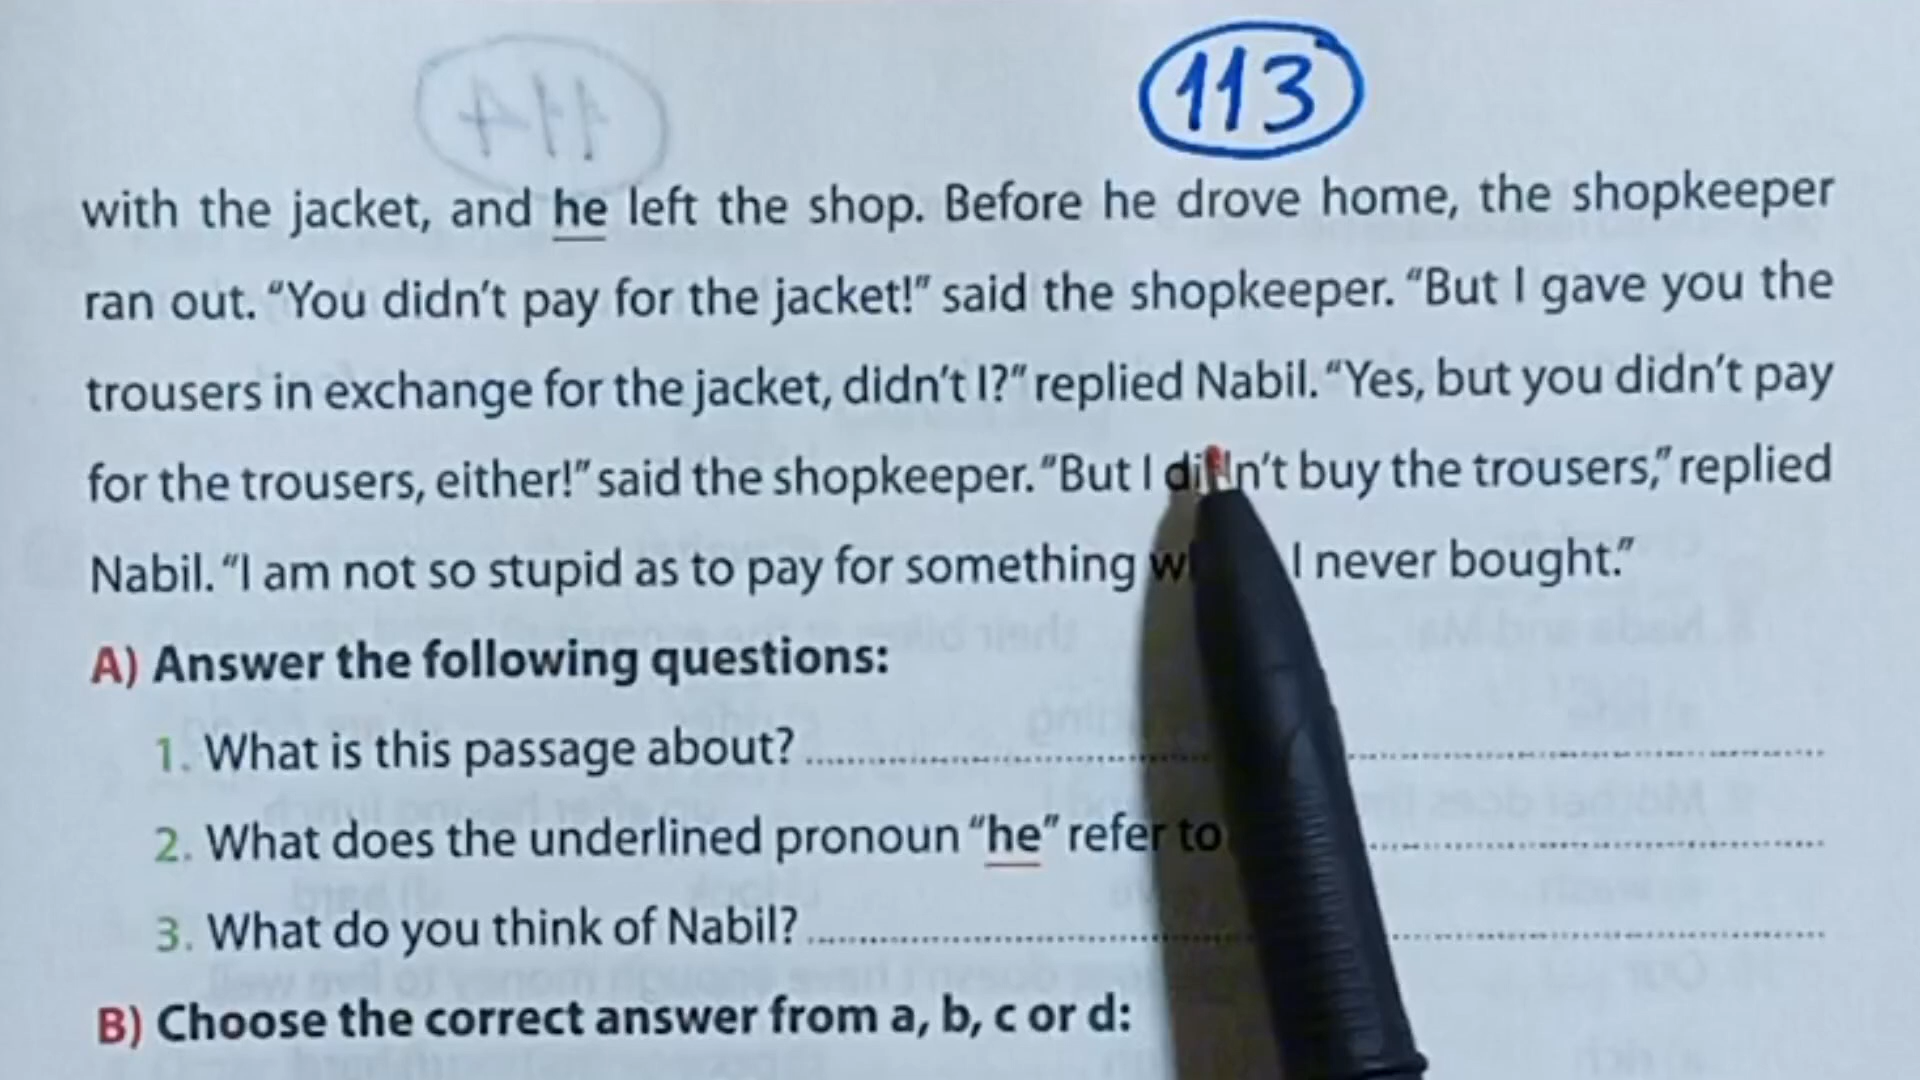 113
with the jacket, and he left the shop. Before he drove home, the shopkeeper
ran out. “You didn’t pay for the jacket!” said the shopkeeper. “But I gave you the
trousers in exchange for the jacket, didn’t I?” replied Nabil. “Yes, but you didn’t pay
for the trousers, either!” said the shopkeeper. “But I didn’t buy the trousers,” replied
Nabil. “I am not so stupid as to pay for something I never bought.”
A) Answer the following questions:
1. What is this passage about?
2. What does the underlined pronoun “he” refer to
3. What do you think of Nabil?
B) Choose the correct answer from a, b, c or d: